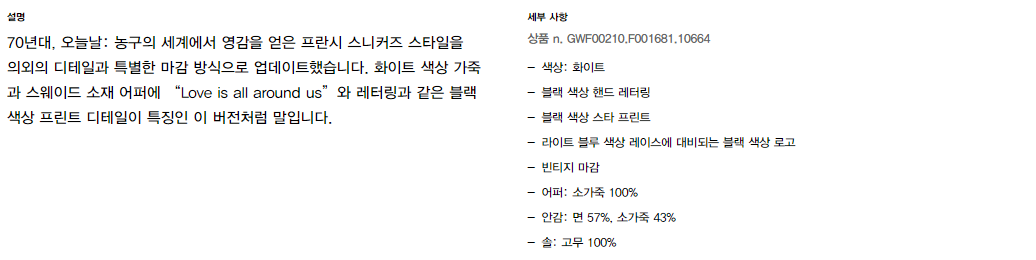 설명
70년대, 오늘날: 농구의 세계에서 영감을 얻은 프란시 스니커즈 스타일을
의외의 디테일과 특별한 마감 방식으로 업데이트했습니다. 화이트 색상 가죽
과 스웨이드 소재 어퍼에 “Love is all around us”와 레터링과 같은 블랙
색상 프린트 디테일이 특징인 이 버전처럼 말입니다.
세부 사항
상품 n. GWF00210.F001681.10664
– 색상: 화이트
– 블랙 색상 핸드 레터링
– 블랙 색상 스타 프린트
– 라이트 블루 색상 레이스에 대비되는 블랙 색상 로고
– 빈티지 마감
– 어퍼: 소가죽 100%
– 안감: 면 57%, 소가죽 43%
– 솔: 고무 100%